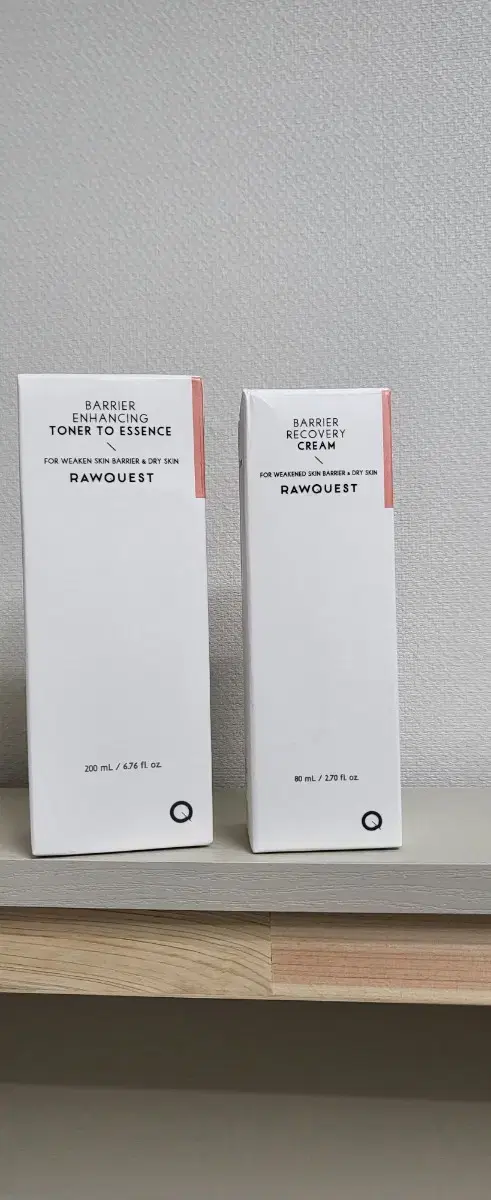 BARRIER
ENHANCING
TONER TO ESSENCE
FOR WEAKEN SKIN BARRIER & DRY SKIN
RAWQUEST
200 mL / 6.76 fl. oz.
BARRIER
RECOVERY
CREAM
FOR WEAKENED SKIN BARRIER & DRY SKIN
RAWQUEST
80 mL / 2.70 fl. oz.